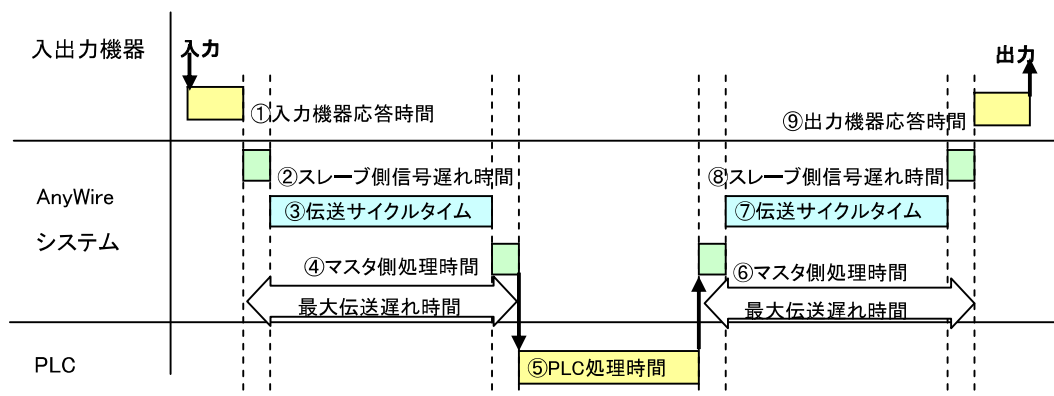 入出力機器
入力
出力
①入力機器応答時間
⑨出力機器応答時間
AnyWire
システム
②スレーブ側信号遅れ時間
⑧スレーブ側信号遅れ時間
③伝送サイクルタイム
⑦伝送サイクルタイム
④マスタ側処理時間
⑥マスタ側処理時間
最大伝送遅れ時間
最大伝送遅れ時間
PLC
⑤PLC処理時間